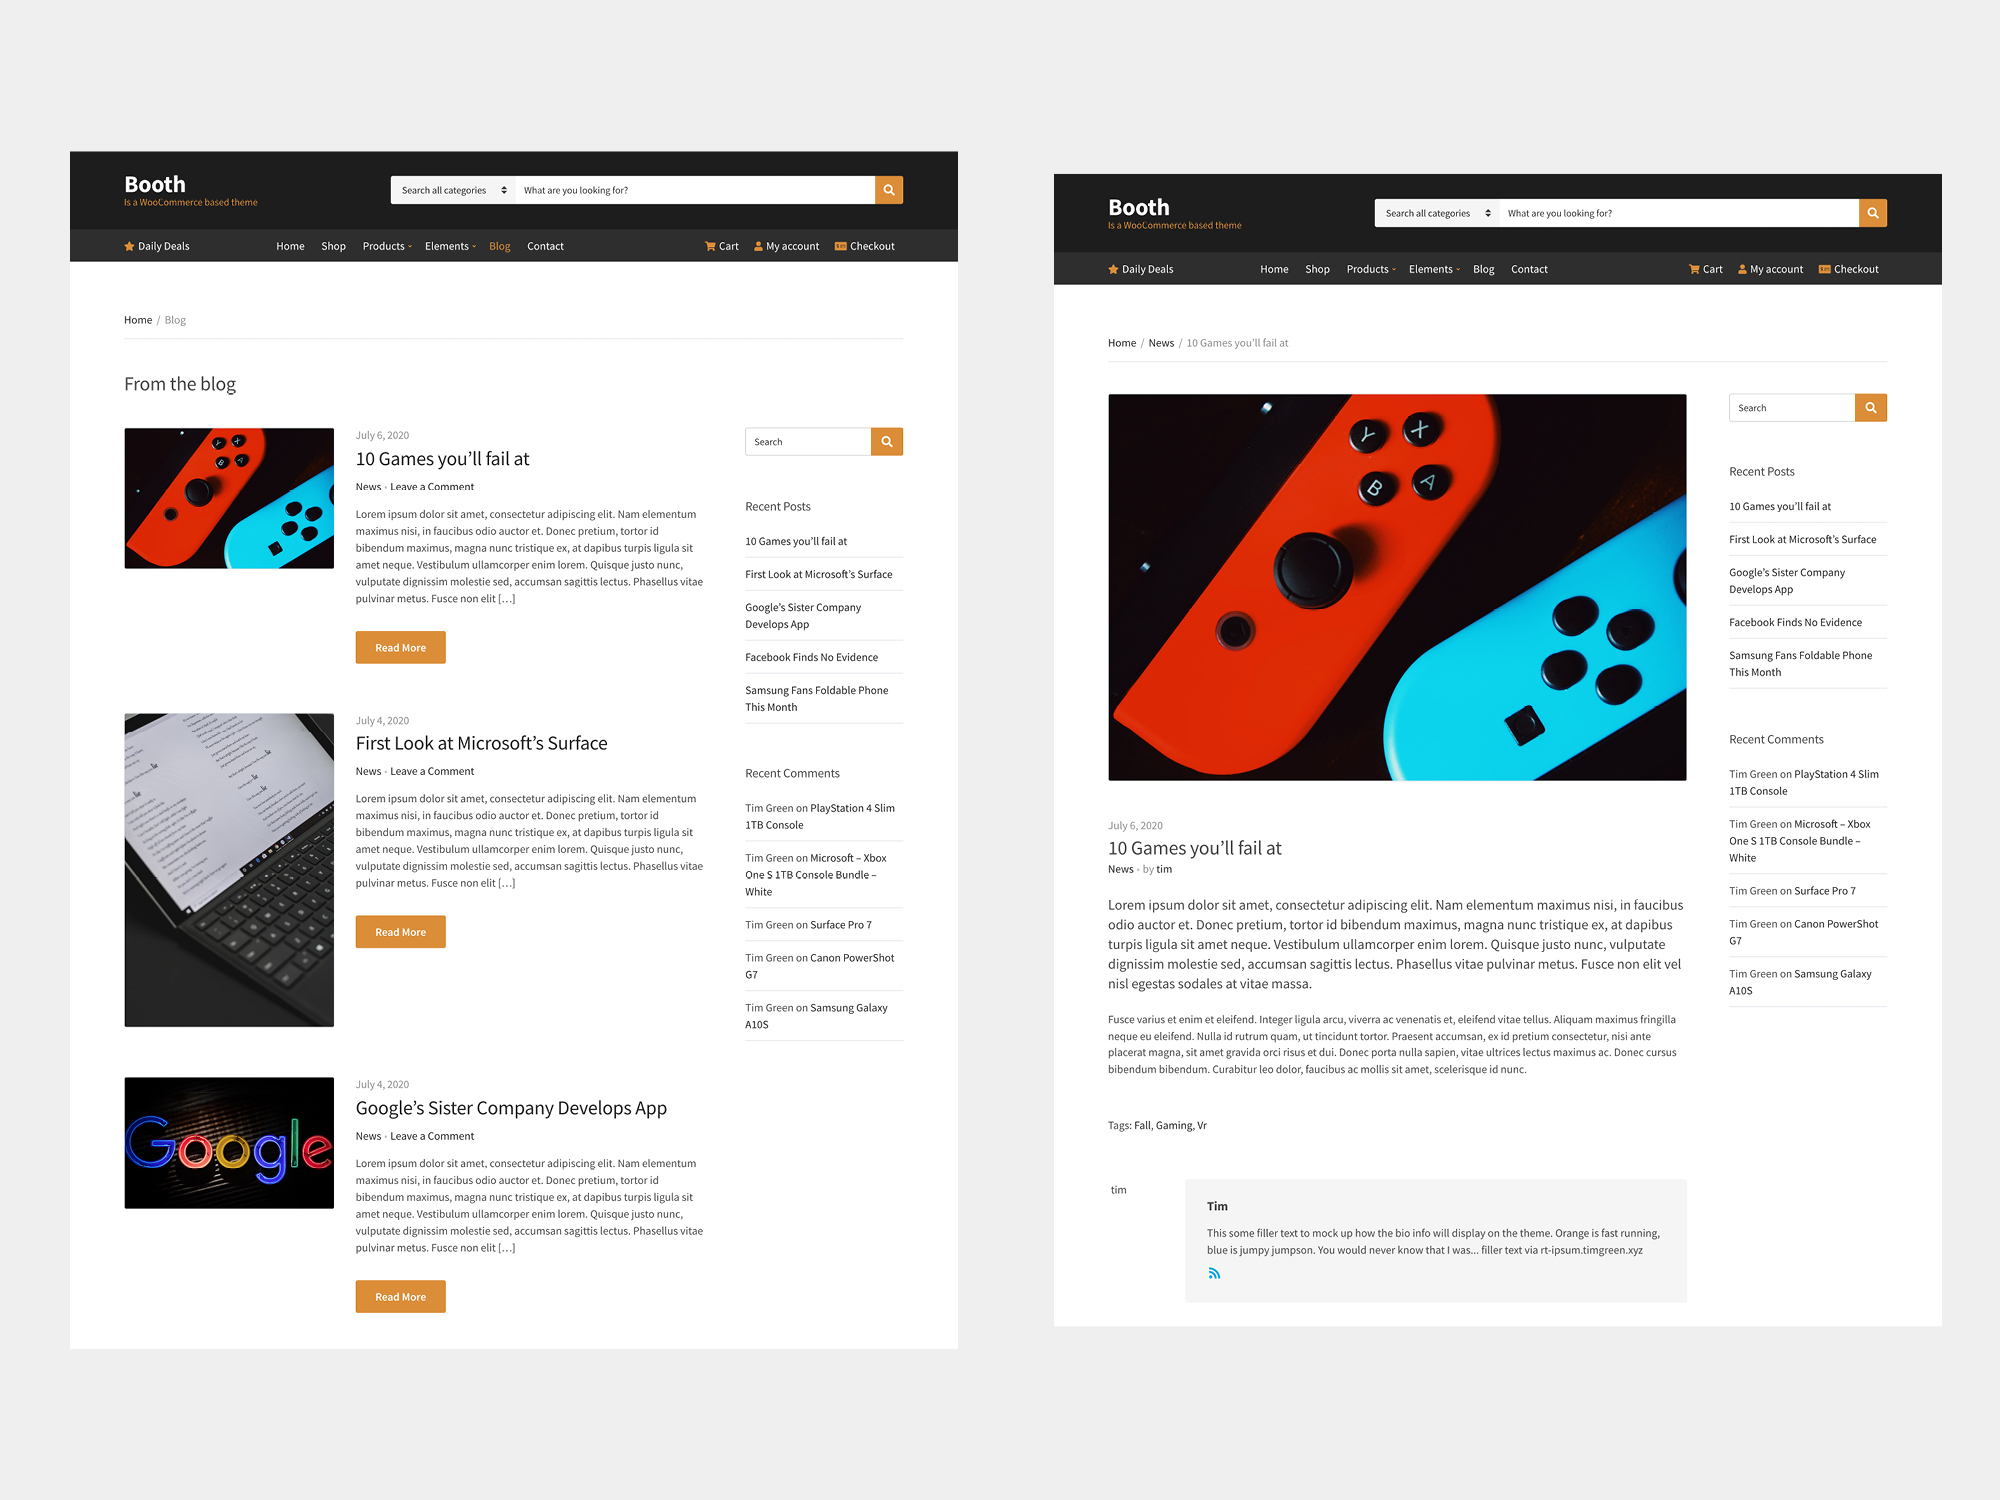 Booth
Is a WooCommerce based theme
Search all categories
What are you looking for?
Daily Deals
Home
Shop
Products
Elements
Blog
Contact
Cart
My account
Checkout
Home / Blog
From the blog
July 6, 2020
10 Games you’ll fail at
News • Leave a Comment
Lorem ipsum dolor sit amet, consectetur adipiscing elit. Nam elementum
maximus nisi, in faucibus odio auctor et. Donec pretium, tortor id
bibendum maximus, magna nunc tristique ex, at dapibus turpis ligula sit
amet neque. Vestibulum ullamcorper enim lorem. Quisque justo nunc,
vulputate dignissim molestie sed, accumsan sagittis lectus. Phasellus vitae
pulvinar metus. Fusce non elit […]
Read More
July 4, 2020
First Look at Microsoft’s Surface
News • Leave a Comment
Lorem ipsum dolor sit amet, consectetur adipiscing elit. Nam elementum
maximus nisi, in faucibus odio auctor et. Donec pretium, tortor id
bibendum maximus, magna nunc tristique ex, at dapibus turpis ligula sit
amet neque. Vestibulum ullamcorper enim lorem. Quisque justo nunc,
vulputate dignissim molestie sed, accumsan sagittis lectus. Phasellus vitae
pulvinar metus. Fusce non elit […]
Read More
Google
July 4, 2020
Google’s Sister Company Develops App
News • Leave a Comment
Lorem ipsum dolor sit amet, consectetur adipiscing elit. Nam elementum
maximus nisi, in faucibus odio auctor et. Donec pretium, tortor id
bibendum maximus, magna nunc tristique ex, at dapibus turpis ligula sit
amet neque. Vestibulum ullamcorper enim lorem. Quisque justo nunc,
vulputate dignissim molestie sed, accumsan sagittis lectus. Phasellus vitae
pulvinar metus. Fusce non elit […]
Read More
Y
X
B
A
Search
Recent Posts
10 Games you’ll fail at
First Look at Microsoft’s Surface
Google’s Sister Company
Develops App
Facebook Finds No Evidence
Samsung Fans Foldable Phone
This Month
Recent Comments
Tim Green on PlayStation 4 Slim
1TB Console
Tim Green on Microsoft – Xbox
One S 1TB Console Bundle –
White
Tim Green on Surface Pro 7
Tim Green on Canon PowerShot
G7
Tim Green on Samsung Galaxy
A10S
Booth
Is a WooCommerce based theme
Search all categories
What are you looking for?
Daily Deals
Home
Shop
Products
Elements
Blog
Contact
Cart
My account
Checkout
Home / News / 10 Games you’ll fail at
Y
X
B
A
July 6, 2020
10 Games you’ll fail at
News • by tim
Lorem ipsum dolor sit amet, consectetur adipiscing elit. Nam elementum maximus nisi, in faucibus
odio auctor et. Donec pretium, tortor id bibendum maximus, magna nunc tristique ex, at dapibus
turpis ligula sit amet neque. Vestibulum ullamcorper enim lorem. Quisque justo nunc, vulputate
dignissim molestie sed, accumsan sagittis lectus. Phasellus vitae pulvinar metus. Fusce non elit vel
nisl egestas sodales at vitae massa.
Fusce varius et enim et eleifend. Integer ligula arcu, viverra ac venenatis et, eleifend vitae tellus. Aliquam maximus fringilla
neque eu eleifend. Nulla id rutrum quam, ut tincidunt tortor. Praesent accumsan, ex id pretium consectetur, nisi ante
placerat magna, sit amet gravida orci risus et dui. Donec porta nulla sapien, vitae ultrices lectus maximus ac. Donec cursus
bibendum bibendum. Curabitur leo dolor, faucibus ac mollis sit amet, scelerisque id nunc.
Tags: Fall, Gaming, Vr
tim
Tim
This some filler text to mock up how the bio info will display on the theme. Orange is fast running,
blue is jumpy jumpson. You would never know that I was... filler text via rt-ipsum.timgreen.xyz
Search
Recent Posts
10 Games you’ll fail at
First Look at Microsoft’s Surface
Google’s Sister Company
Develops App
Facebook Finds No Evidence
Samsung Fans Foldable Phone
This Month
Recent Comments
Tim Green on PlayStation 4 Slim
1TB Console
Tim Green on Microsoft – Xbox
One S 1TB Console Bundle –
White
Tim Green on Surface Pro 7
Tim Green on Canon PowerShot
G7
Tim Green on Samsung Galaxy
A10S